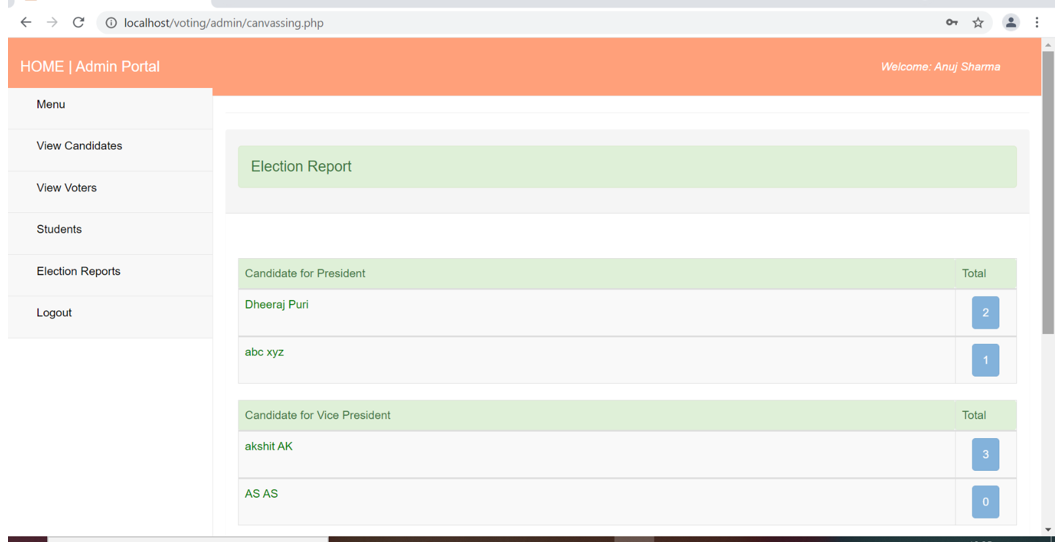 localhost/voting/admin/canvassing.php
HOME | Admin Portal
Welcome: Anuj Sharma
Menu
View Candidates
View Voters
Students
Election Reports
Logout
Election Report
Candidate for President Total
Dheeraj Puri 2
abc xyz 1
Candidate for Vice President Total
akshit AK 3
AS AS 0